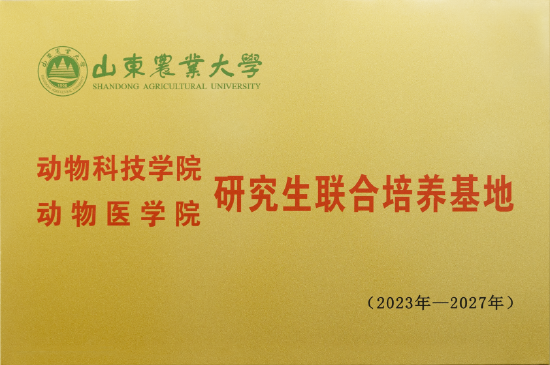 山東農業大學
SHANDONG AGRICULTURAL UNIVERSITY
动物科技学院
动物医学院
研究生联合培养基地
（2023年—2027年）